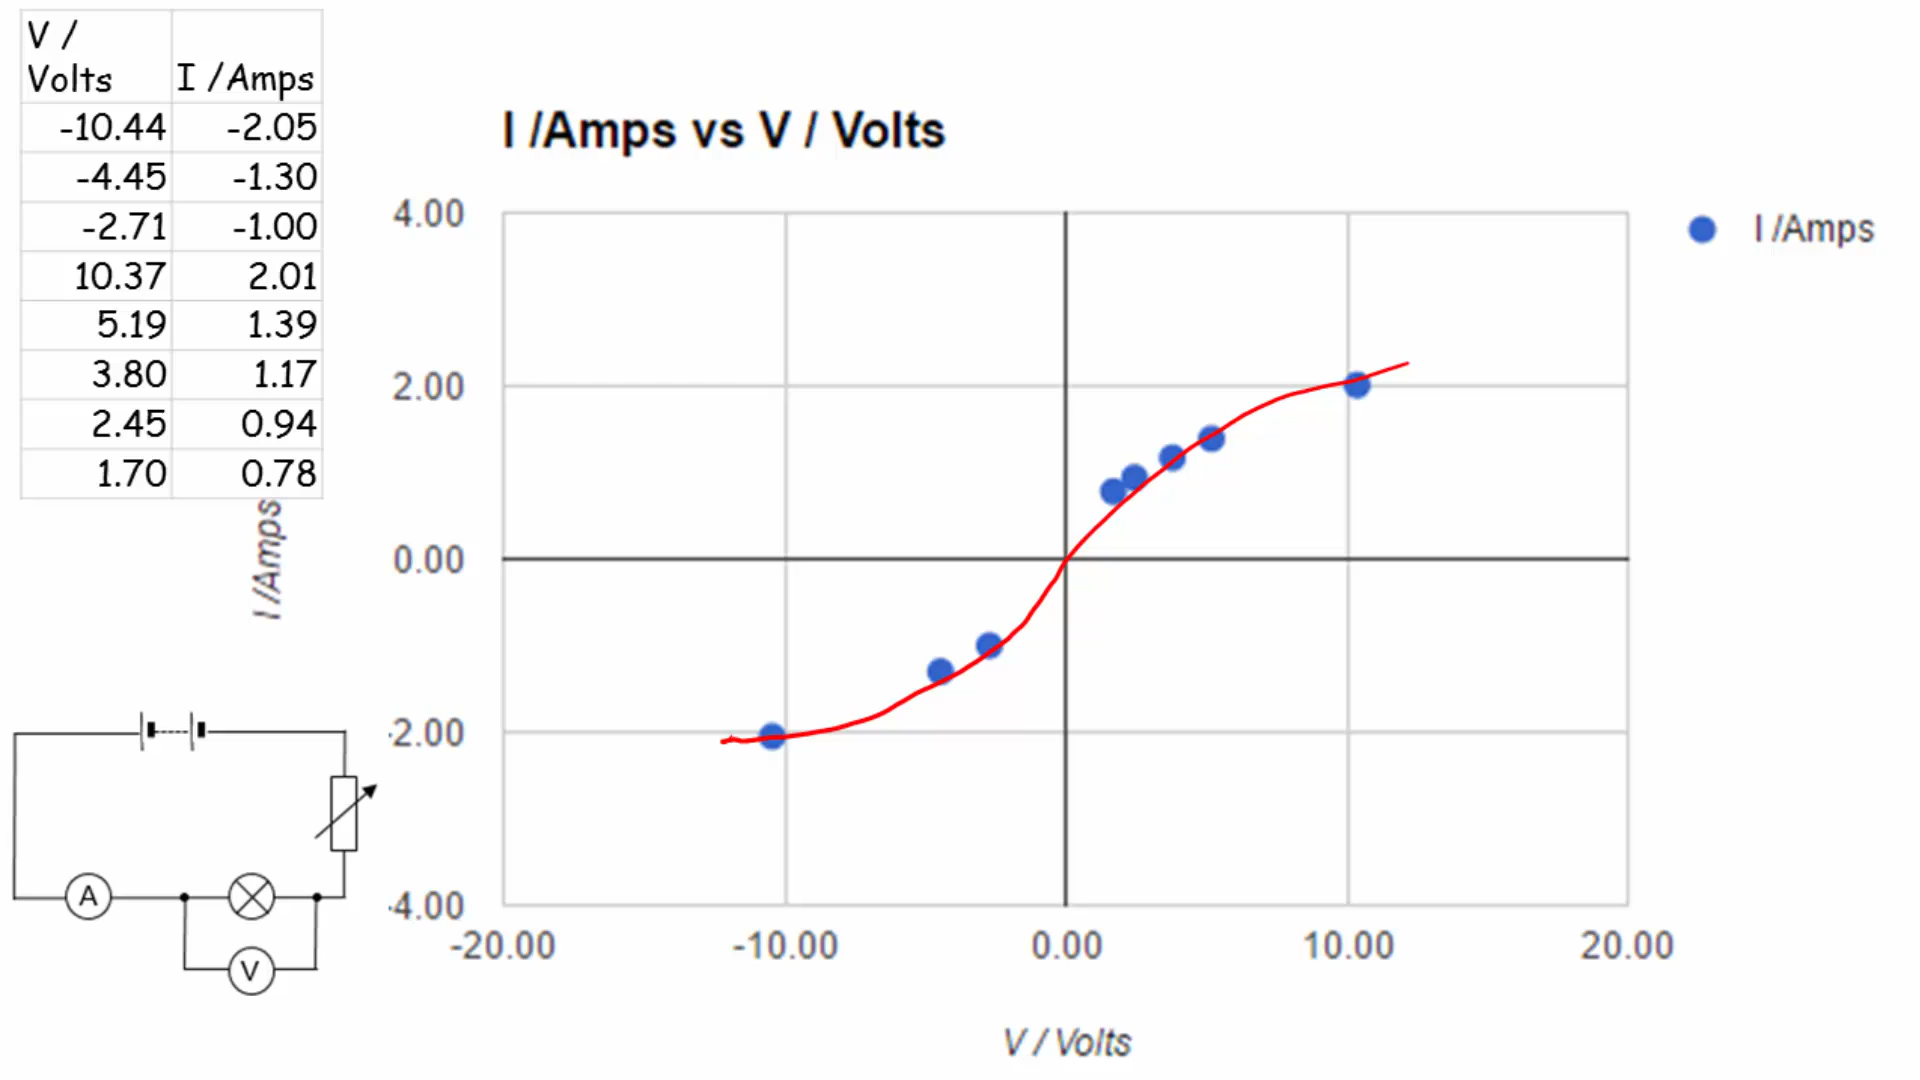 V /
Volts I /Amps
-10.44 -2.05
-4.45 -1.30
-2.71 -1.00
10.37 2.01
5.19 1.39
3.80 1.17
2.45 0.94
1.70 0.78
I /Amps vs V / Volts
I /Amps
4.00
2.00
0.00
-2.00
-4.00
I /Amps
-20.00 -10.00 0.00 10.00 20.00
V / Volts
A
V